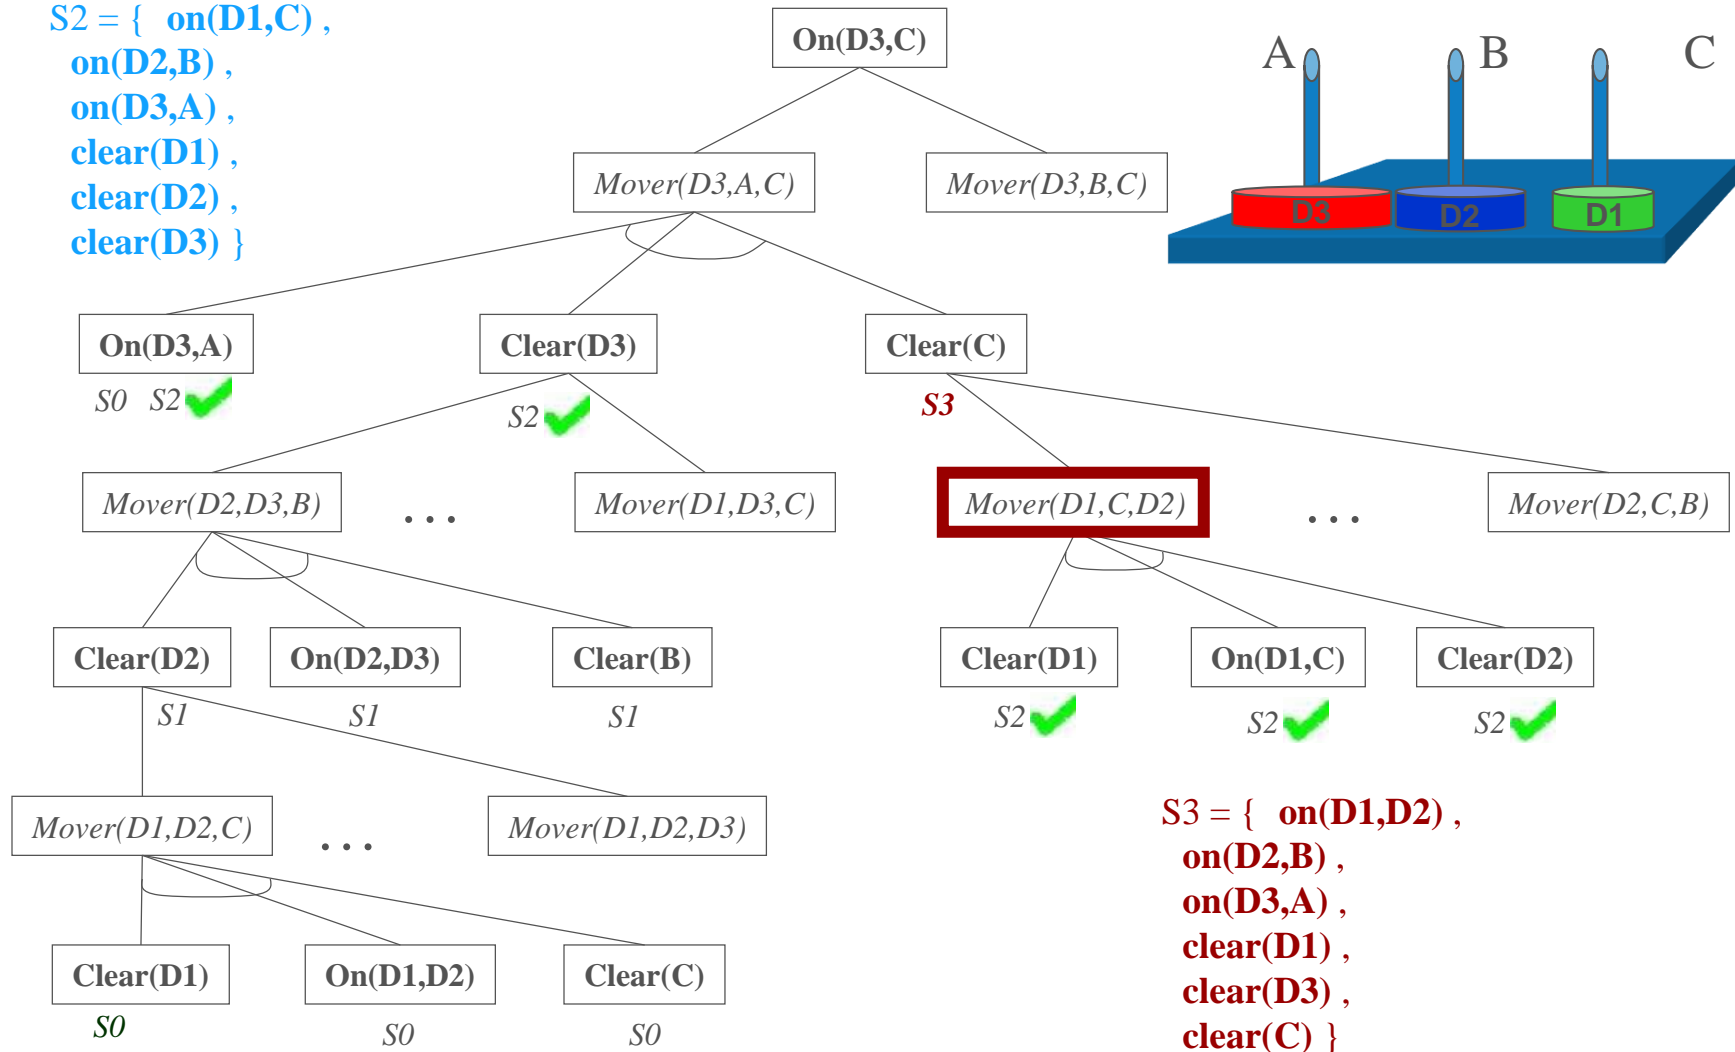 S2 = { on(D1,C) ,
on(D2,B) ,
on(D3,A) ,
clear(D1) ,
clear(D2) ,
clear(D3) }
On(D3,C)
A B C
D3 D2 D1
Mover(D3,A,C) Mover(D3,B,C)
On(D3,A) Clear(D3) Clear(C)
S0 S2 S2 S3
Mover(D2,D3,B) ... Mover(D1,D3,C) Mover(D1,C,D2) ... Mover(D2,C,B)
Clear(D2) On(D2,D3) Clear(B) Clear(D1) On(D1,C) Clear(D2)
S1 S1 S1 S2 S2 S2
Mover(D1,D2,C) ... Mover(D1,D2,D3)
Clear(D1) On(D1,D2) Clear(C)
S0 S0 S0
S3 = { on(D1,D2) ,
on(D2,B) ,
on(D3,A) ,
clear(D1) ,
clear(D3) ,
clear(C) }